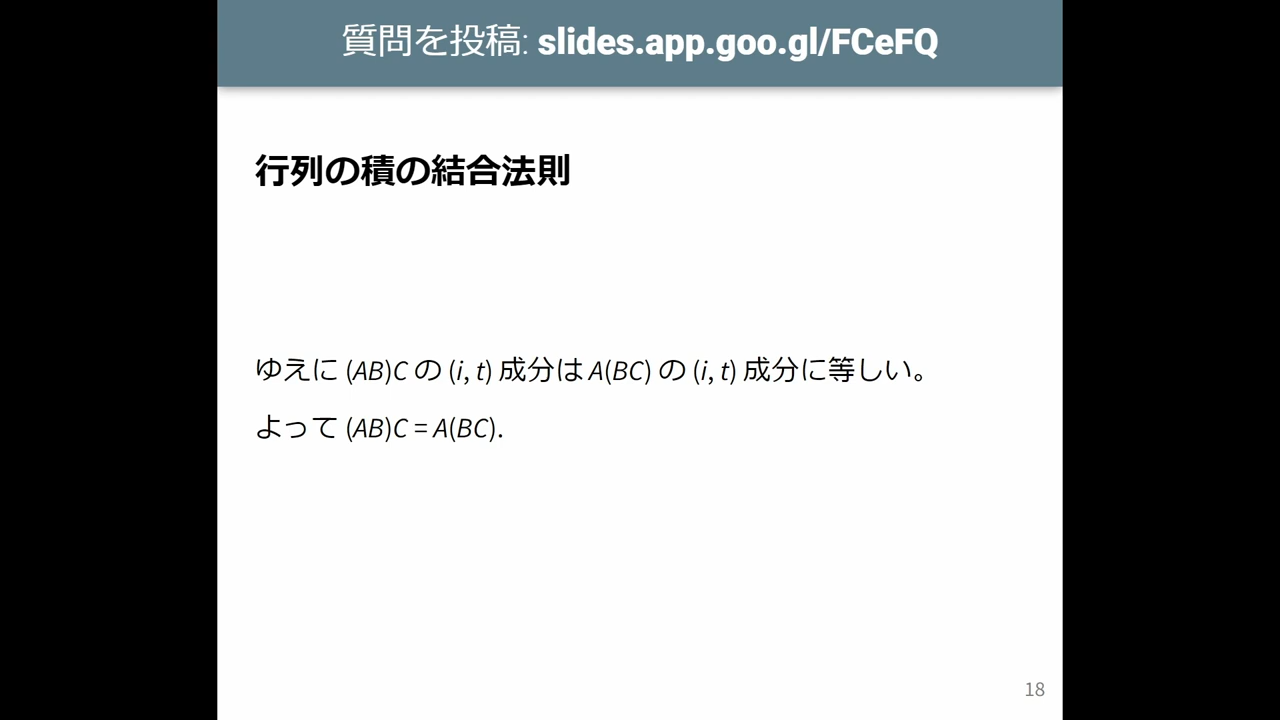 質問を投稿: slides.app.goo.gl/FCeFQ
行列の積の結合法則
ゆえに (AB)C の (i, t) 成分は A(BC) の (i, t) 成分に等しい。
よって (AB)C = A(BC).
18